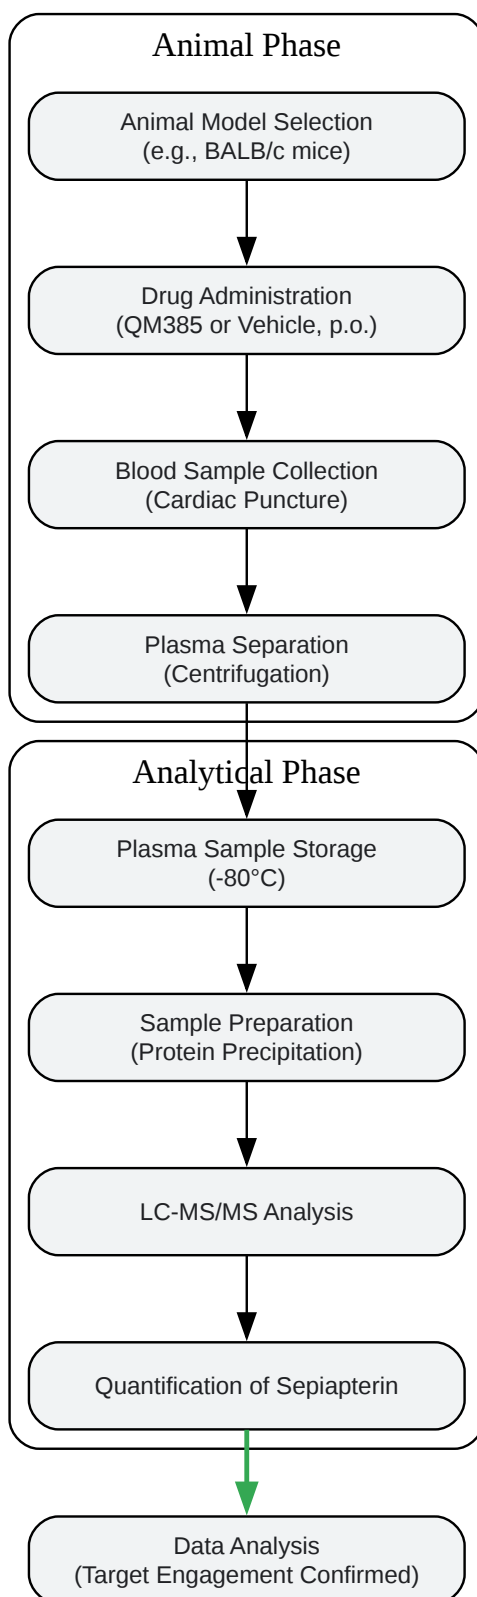 Animal Phase
Animal Model Selection
(e.g., BALB/c mice)
Drug Administration
(QM385 or Vehicle, p.o.)
Blood Sample Collection
(Cardiac Puncture)
Plasma Separation
(Centrifugation)
Analytical Phase
Plasma Sample Storage
(-80°C)
Sample Preparation
(Protein Precipitation)
LC-MS/MS Analysis
Quantification of Sepiapterin
Data Analysis
(Target Engagement Confirmed)